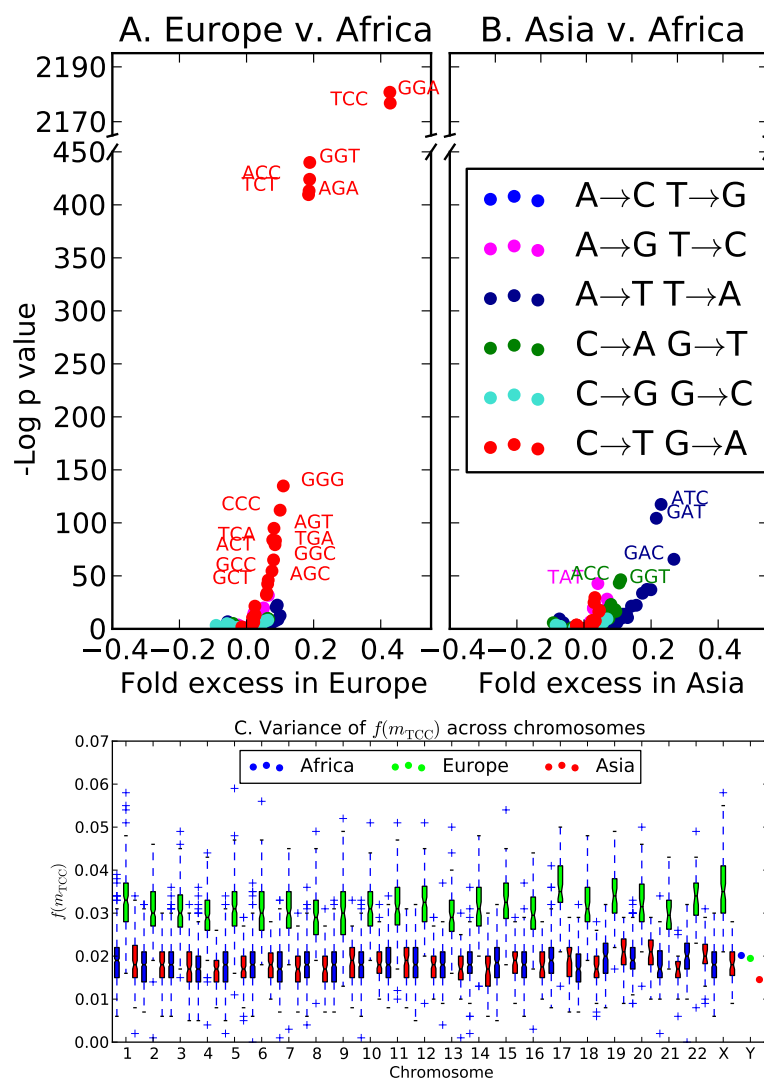 A. Europe v. Africa
B. Asia v. Africa
2190
2170
450
400
350
300
250
200
150
100
50
0
-Log p value
GGA
TCC
GGT
ACC
TCT
AGA
GGG
CCC
AGT
TCA
TGA
ACT
GGC
GCC
AGC
GCT
A→C T→G
A→G T→C
A→T T→A
C→A G→T
C→G G→C
C→T G→A
ATC
GAT
GAC
ACC
TAT
GGT
−0.4 −0.2 0.0 0.2 0.4
−0.4 −0.2 0.0 0.2 0.4
Fold excess in Europe
Fold excess in Asia
C. Variance of f(m_TCC) across chromosomes
Africa Europe Asia
0.07
0.06
0.05
0.04
0.03
0.02
0.01
0.00
f(m_TCC)
1 2 3 4 5 6 7 8 9 10 11 12 13 14 15 16 17 18 19 20 21 22 X Y
Chromosome